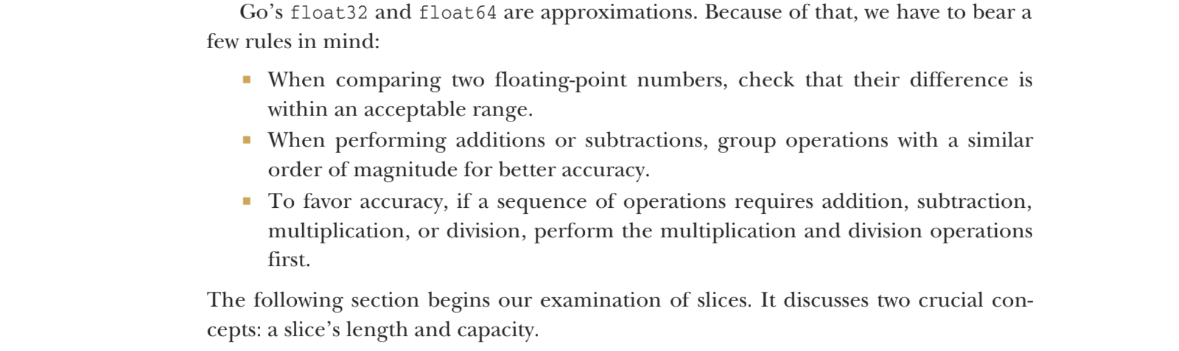 Go’s float32 and float64 are approximations. Because of that, we have to bear a
few rules in mind:
■ When comparing two floating-point numbers, check that their difference is
within an acceptable range.
■ When performing additions or subtractions, group operations with a similar
order of magnitude for better accuracy.
■ To favor accuracy, if a sequence of operations requires addition, subtraction,
multiplication, or division, perform the multiplication and division operations
first.
The following section begins our examination of slices. It discusses two crucial con-
cepts: a slice’s length and capacity.